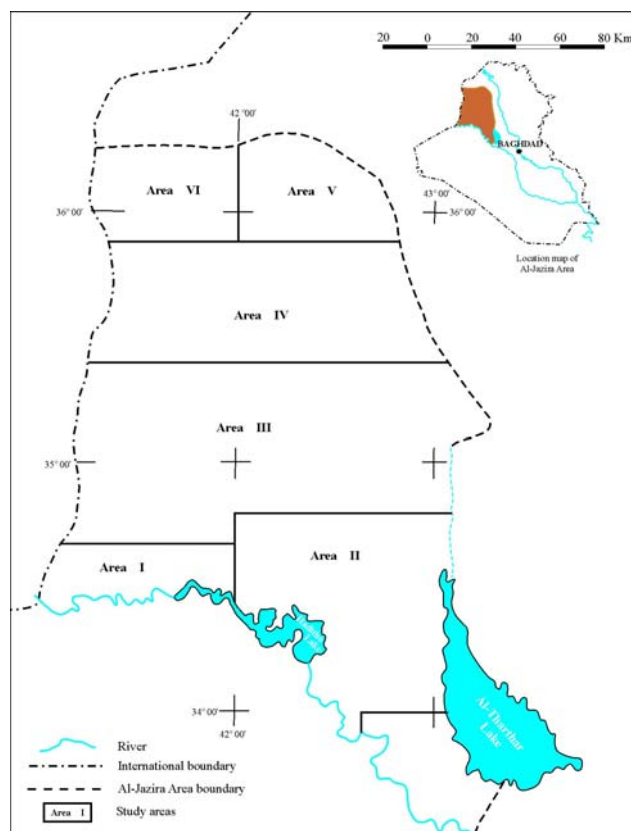 20 0 20 40 60 80 Km
42° 00'
BAGHDAD
Area VI
Area V
36° 00'
43° 00'
36° 00'
Location map of
Al-Jazira Area
Area IV
Area III
35° 00'
Area II
Area I
Haditha
Lake
34° 00'
42° 00'
Al-Tharthar
Lake
River
International boundary
Al-Jazira Area boundary
Area I
Study areas